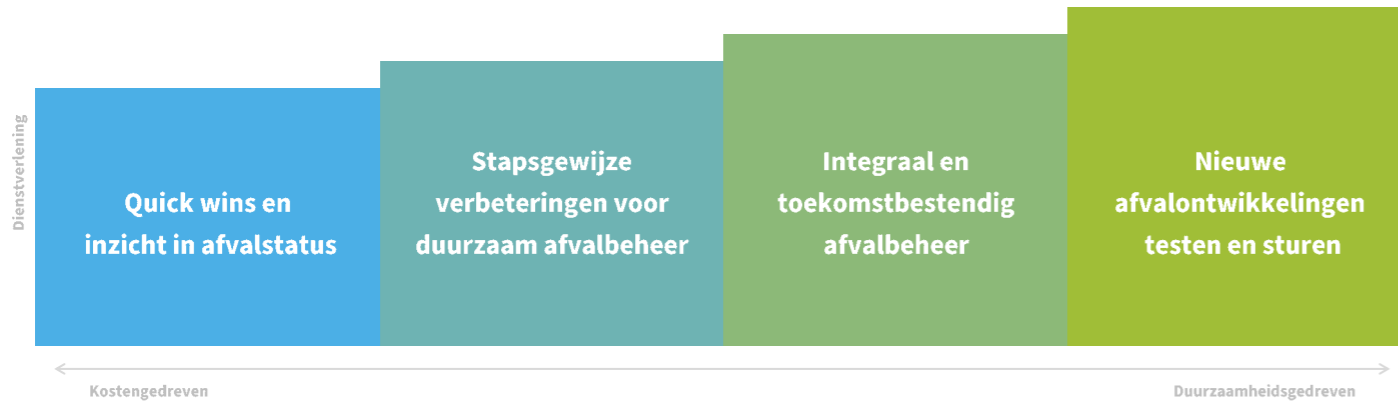 Dienstverlening
Quick wins en
inzicht in afvalstatus
Stapsgewijze
verbeteringen voor
duurzaam afvalbeheer
Integraal en
toekomstbestendig
afvalbeheer
Nieuwe
afvalontwikkelingen
testen en sturen
Kostengedreven
Duurzaamheidsgedreven